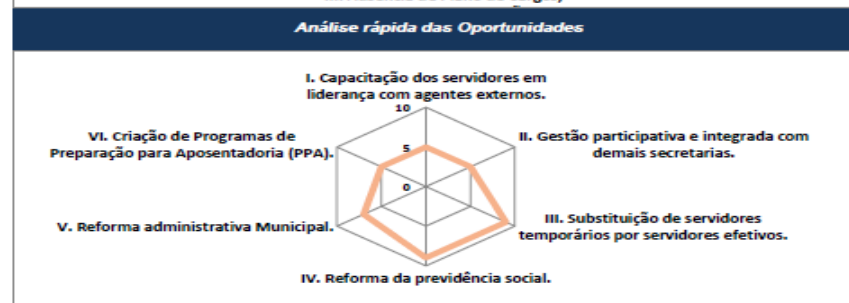 Análise rápida das Oportunidades
I. Capacitação dos servidores em
liderança com agentes externos.
10
VI. Criação de Programas de
Preparação para Aposentadoria (PPA).
II. Gestão participativa e integrada com
demais secretarias.
5
0
V. Reforma administrativa Municipal.
III. Substituição de servidores
temporários por servidores efetivos.
IV. Reforma da previdência social.